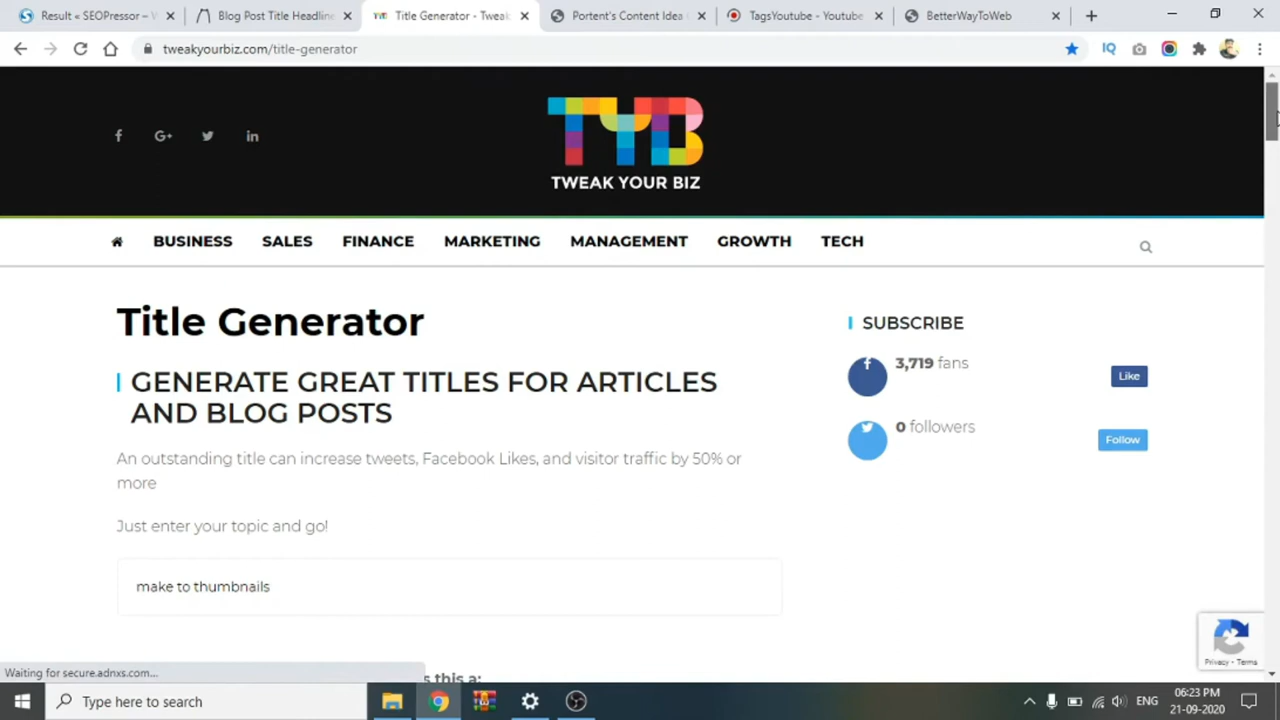 Result « SEOPressor – V
Blog Post Title Headlin
Title Generator - Tweak
Portent's Content Idea
TagsYoutube - Youtube
BetterWayToWeb
tweakyourbiz.com/title-generator
IQ
TYB
TWEAK YOUR BIZ
BUSINESS SALES FINANCE MARKETING MANAGEMENT GROWTH TECH
Title Generator
GENERATE GREAT TITLES FOR ARTICLES
AND BLOG POSTS
An outstanding title can increase tweets, Facebook Likes, and visitor traffic by 50% or
more
Just enter your topic and go!
make to thumbnails
SUBSCRIBE
3,719 fans
Like
0 followers
Follow
Privacy - Terms
Waiting for secure.adnxs.com...
s this a:
Type here to search
ENG
06:23 PM
21-09-2020